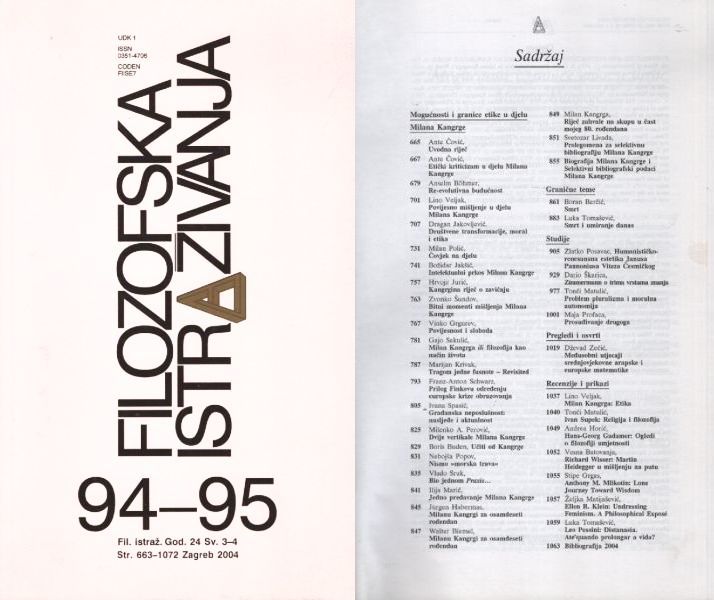 UDK 1
ISSN
0351-4706
CODEN
FIISE7
FILOZOFSKA
ISTRAŽIVANJA
94–95
Fil. istraž. God. 24 Sv. 3–4
Str. 663–1072 Zagreb 2004
Sadržaj
Mogućnosti i granice etike u djelu
Milana Kangrge
665 Ante Čović,
Uvodna riječ
667 Ante Čović,
Etički kriticizam u djelu Milana
Kangrge
679 Anselm Böhmer,
Re-evolutivna budućnost
701 Lino Veljak,
Povijesno mišljenje u djelu
Milana Kangrge
707 Dragan Jakovljević,
Društvene transformacije, moral
i etika
731 Milan Polić,
Čovjek na djelu
741 Božidar Jakšić,
Intelektualni prkos Milana Kangrge
757 Hrvoje Jurić,
Kangrgina riječ o zavičaju
763 Zvonko Šundov,
Bitni momenti mišljenja Milana
Kangrge
767 Vinko Grgurev,
Povijesnost i sloboda
781 Gajo Sekulić,
Milan Kangrga ili filozofija kao
način života
787 Marijan Krivak,
Tragom jedne fusnote – Revisited
793 Franz-Anton Schwarz,
Prilog Finkovu određenju
europske krize obrazovanja
805 Ivana Spasić,
Građanska neposlušnost:
nasljeđe i aktualnost
825 Milenko A. Perović,
Dvije vertikale Milana Kangrge
829 Boris Buden, Učiti od Kangrge
831 Nebojša Popov,
Nismo »morska trava«
835 Vlado Šruk,
Bio jednom Praxis...
841 Ilija Marić,
Jedno predavanje Milana Kangrge
845 Jürgen Habermas,
Milanu Kangrgi za osamdeseti
rođendan
847 Walter Biemel,
Milanu Kangrgi za osamdeseti
rođendan
849 Milan Kangrga,
Riječ zahvale na skupu u čast
mojeg 80. rođendana
851 Svetozar Livada,
Prolegomena za selektivnu
bibliografiju Milana Kangrge
855 Biografija Milana Kangrge i
Selektivni bibliografski podaci
Milana Kangrge
Granične teme
861 Boran Berčić,
Smrt
883 Luka Tomašević,
Smrt i umiranje danas
Studije
905 Zlatko Posavac, Humanističko-
renesansna estetika Janusa
Pannoniusa Viteza Česmičkog
929 Dario Škarica,
Zimmermann o trima vrstama znanja
977 Tonči Matulić,
Problem pluralizma i moralna
autonomija
1001 Maja Profaca,
Prosuđivanje drugoga
Pregledi i osvrti
1019 Dževad Zečić,
Međusobni utjecaji
srednjovjekovne arapske i
europske matematike
Recenzije i prikazi
1037 Lino Veljak,
Milan Kangrga: Etika
1040 Tonči Matulić,
Ivan Supek: Religija i filozofija
1049 Andrea Horić,
Hans-Georg Gadamer: Ogledi
o filozofiji umjetnosti
1052 Vesna Batovanja,
Richard Wisser: Martin
Heidegger u mišljenju na putu
1055 Stipe Grgas,
Anthony M. Mlikotin: Lone
Journey Toward Wisdom
1057 Željka Matijašević,
Ellen R. Klein: Undressing
Feminism. A Philosophical Exposé
1059 Luka Tomašević,
Leo Pessini: Distanasia.
Até quando prolongar a vida?
1063 Bibliografija 2004